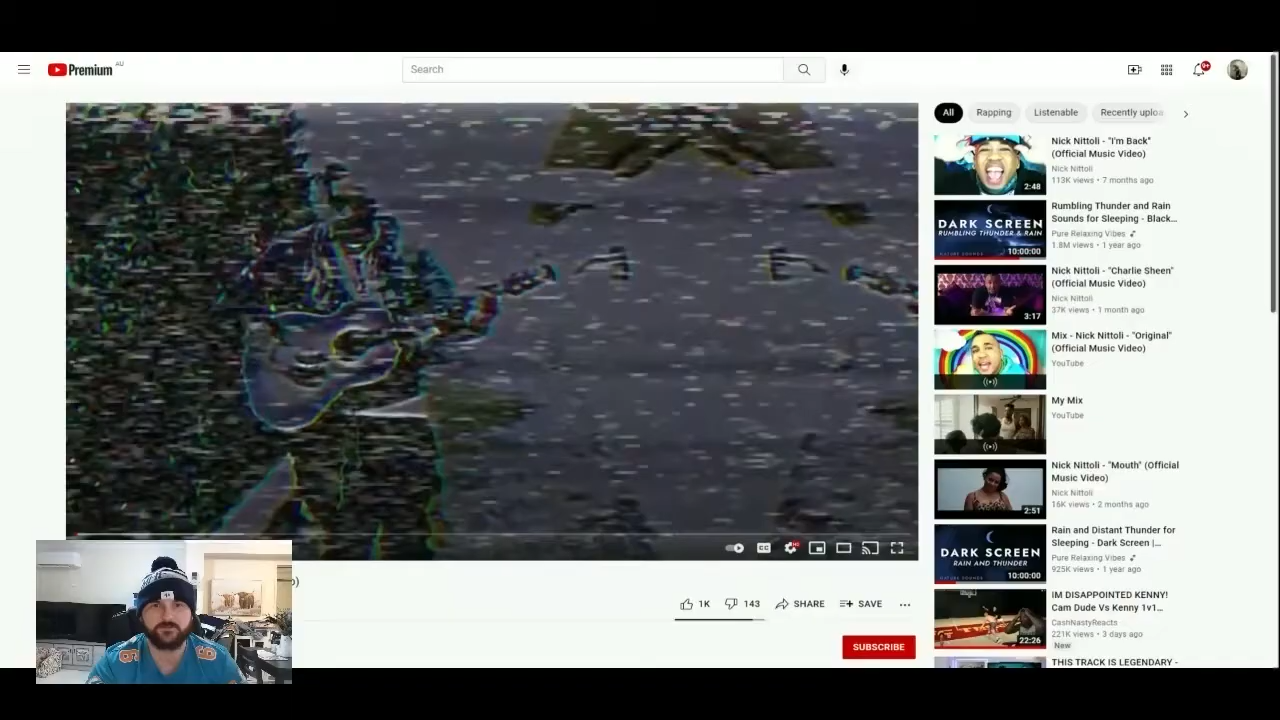 Premium AU
Search
9+
All
Rapping
Listenable
Recently uploa
Nick Nittoli - "I'm Back"
(Official Music Video)
Nick Nittoli
113K views • 7 months ago
2:48
Rumbling Thunder and Rain
Sounds for Sleeping - Black...
Pure Relaxing Vibes
1.8M views • 1 year ago
DARK SCREEN
RUMBLING THUNDER & RAIN
NATURE SOUNDS
10:00:00
Nick Nittoli - "Charlie Sheen"
(Official Music Video)
Nick Nittoli
37K views • 1 month ago
3:17
Mix - Nick Nittoli - "Original"
(Official Music Video)
YouTube
My Mix
YouTube
Nick Nittoli - "Mouth" (Official
Music Video)
Nick Nittoli
16K views • 2 months ago
2:51
Rain and Distant Thunder for
Sleeping - Dark Screen |...
Pure Relaxing Vibes
925K views • 1 year ago
DARK SCREEN
RAIN AND THUNDER
NATURE SOUNDS
10:00:00
IM DISAPPOINTED KENNY!
Cam Dude Vs Kenny 1v1...
CashNastyReacts
221K views • 3 days ago
New
22:26
THIS TRACK IS LEGENDARY -
CC
HD
1K
143
SHARE
SAVE
SUBSCRIBE